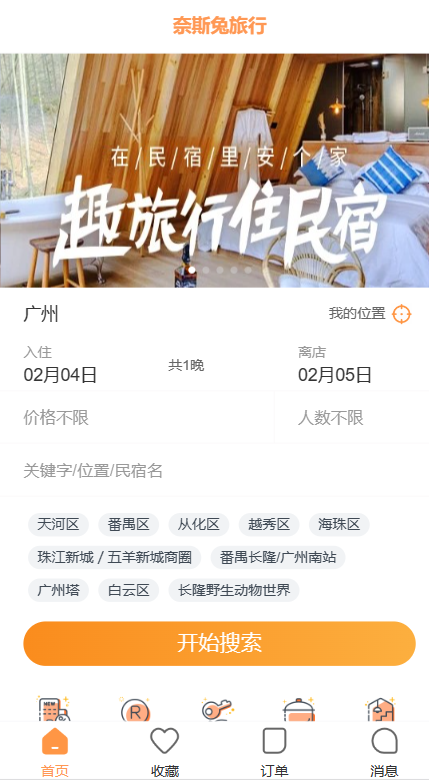 奈斯兔旅行
在/民/宿/里/安/个/家
趣旅行住民宿
广州 我的位置
入住 离店
02月04日 共1晚 02月05日
价格不限 人数不限
关键字/位置/民宿名
天河区 番禺区 从化区 越秀区 海珠区
珠江新城 / 五羊新城商圈 番禺长隆/广州南站
广州塔 白云区 长隆野生动物世界
开始搜索
NEW R
首页 收藏 订单 消息